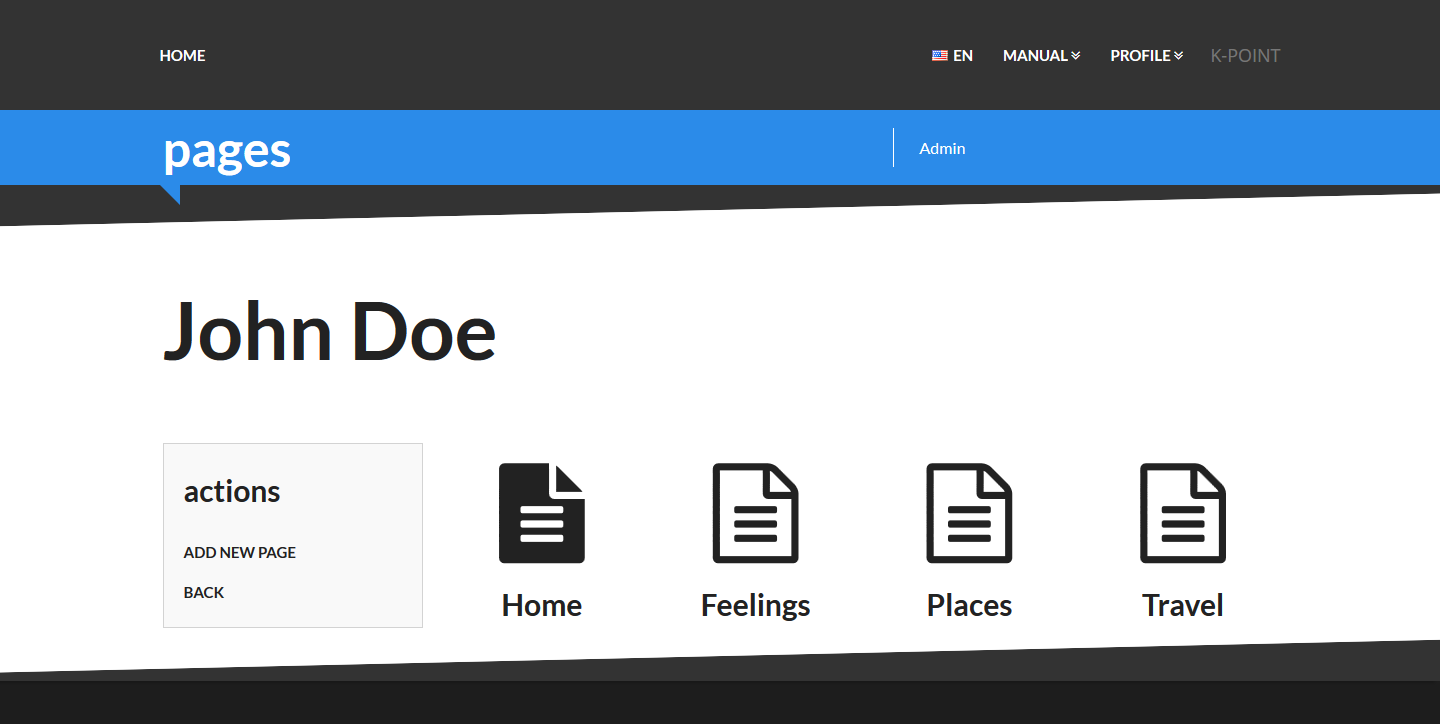 HOME
EN
MANUAL
PROFILE
K-POINT
pages
Admin
John Doe
actions
ADD NEW PAGE
BACK
Home
Feelings
Places
Travel